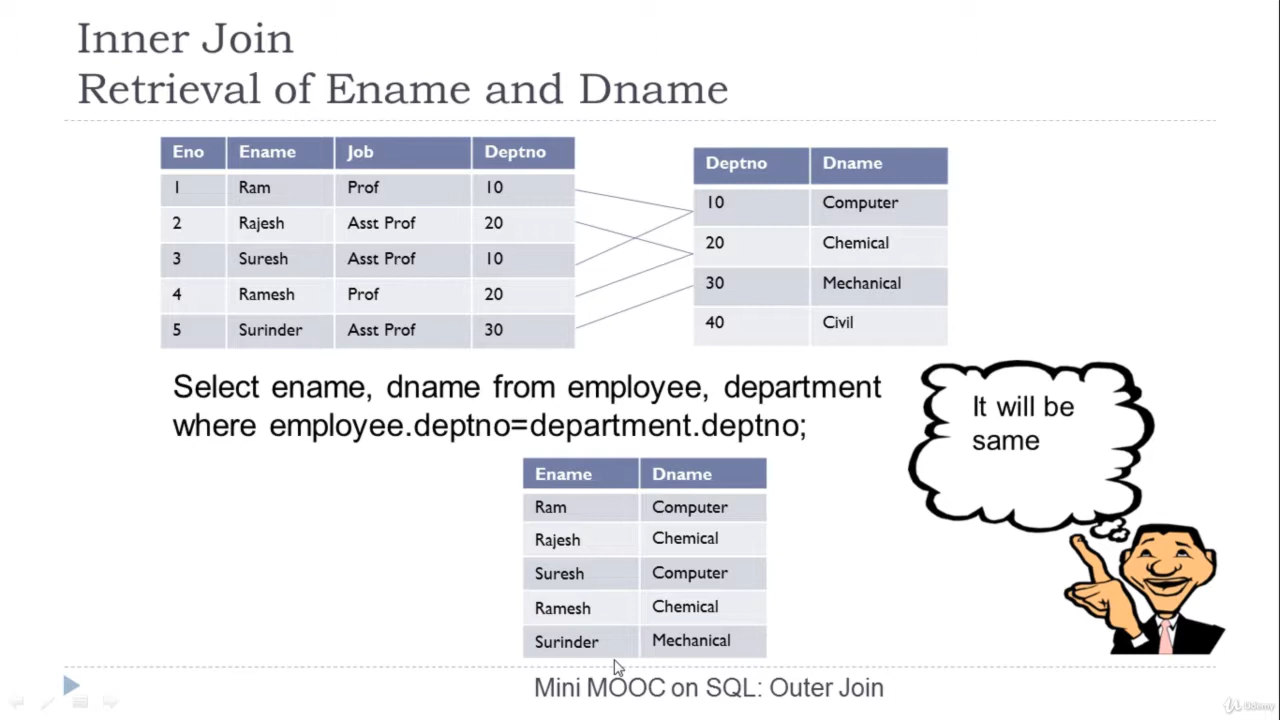 Inner Join
Retrieval of Ename and Dname
Eno Ename Job Deptno
1 Ram Prof 10
2 Rajesh Asst Prof 20
3 Suresh Asst Prof 10
4 Ramesh Prof 20
5 Surinder Asst Prof 30
Deptno Dname
10 Computer
20 Chemical
30 Mechanical
40 Civil
Select ename, dname from employee, department
where employee.deptno=department.deptno;
It will be
same
Ename Dname
Ram Computer
Rajesh Chemical
Suresh Computer
Ramesh Chemical
Surinder Mechanical
Mini MOOC on SQL: Outer Join
Udemy